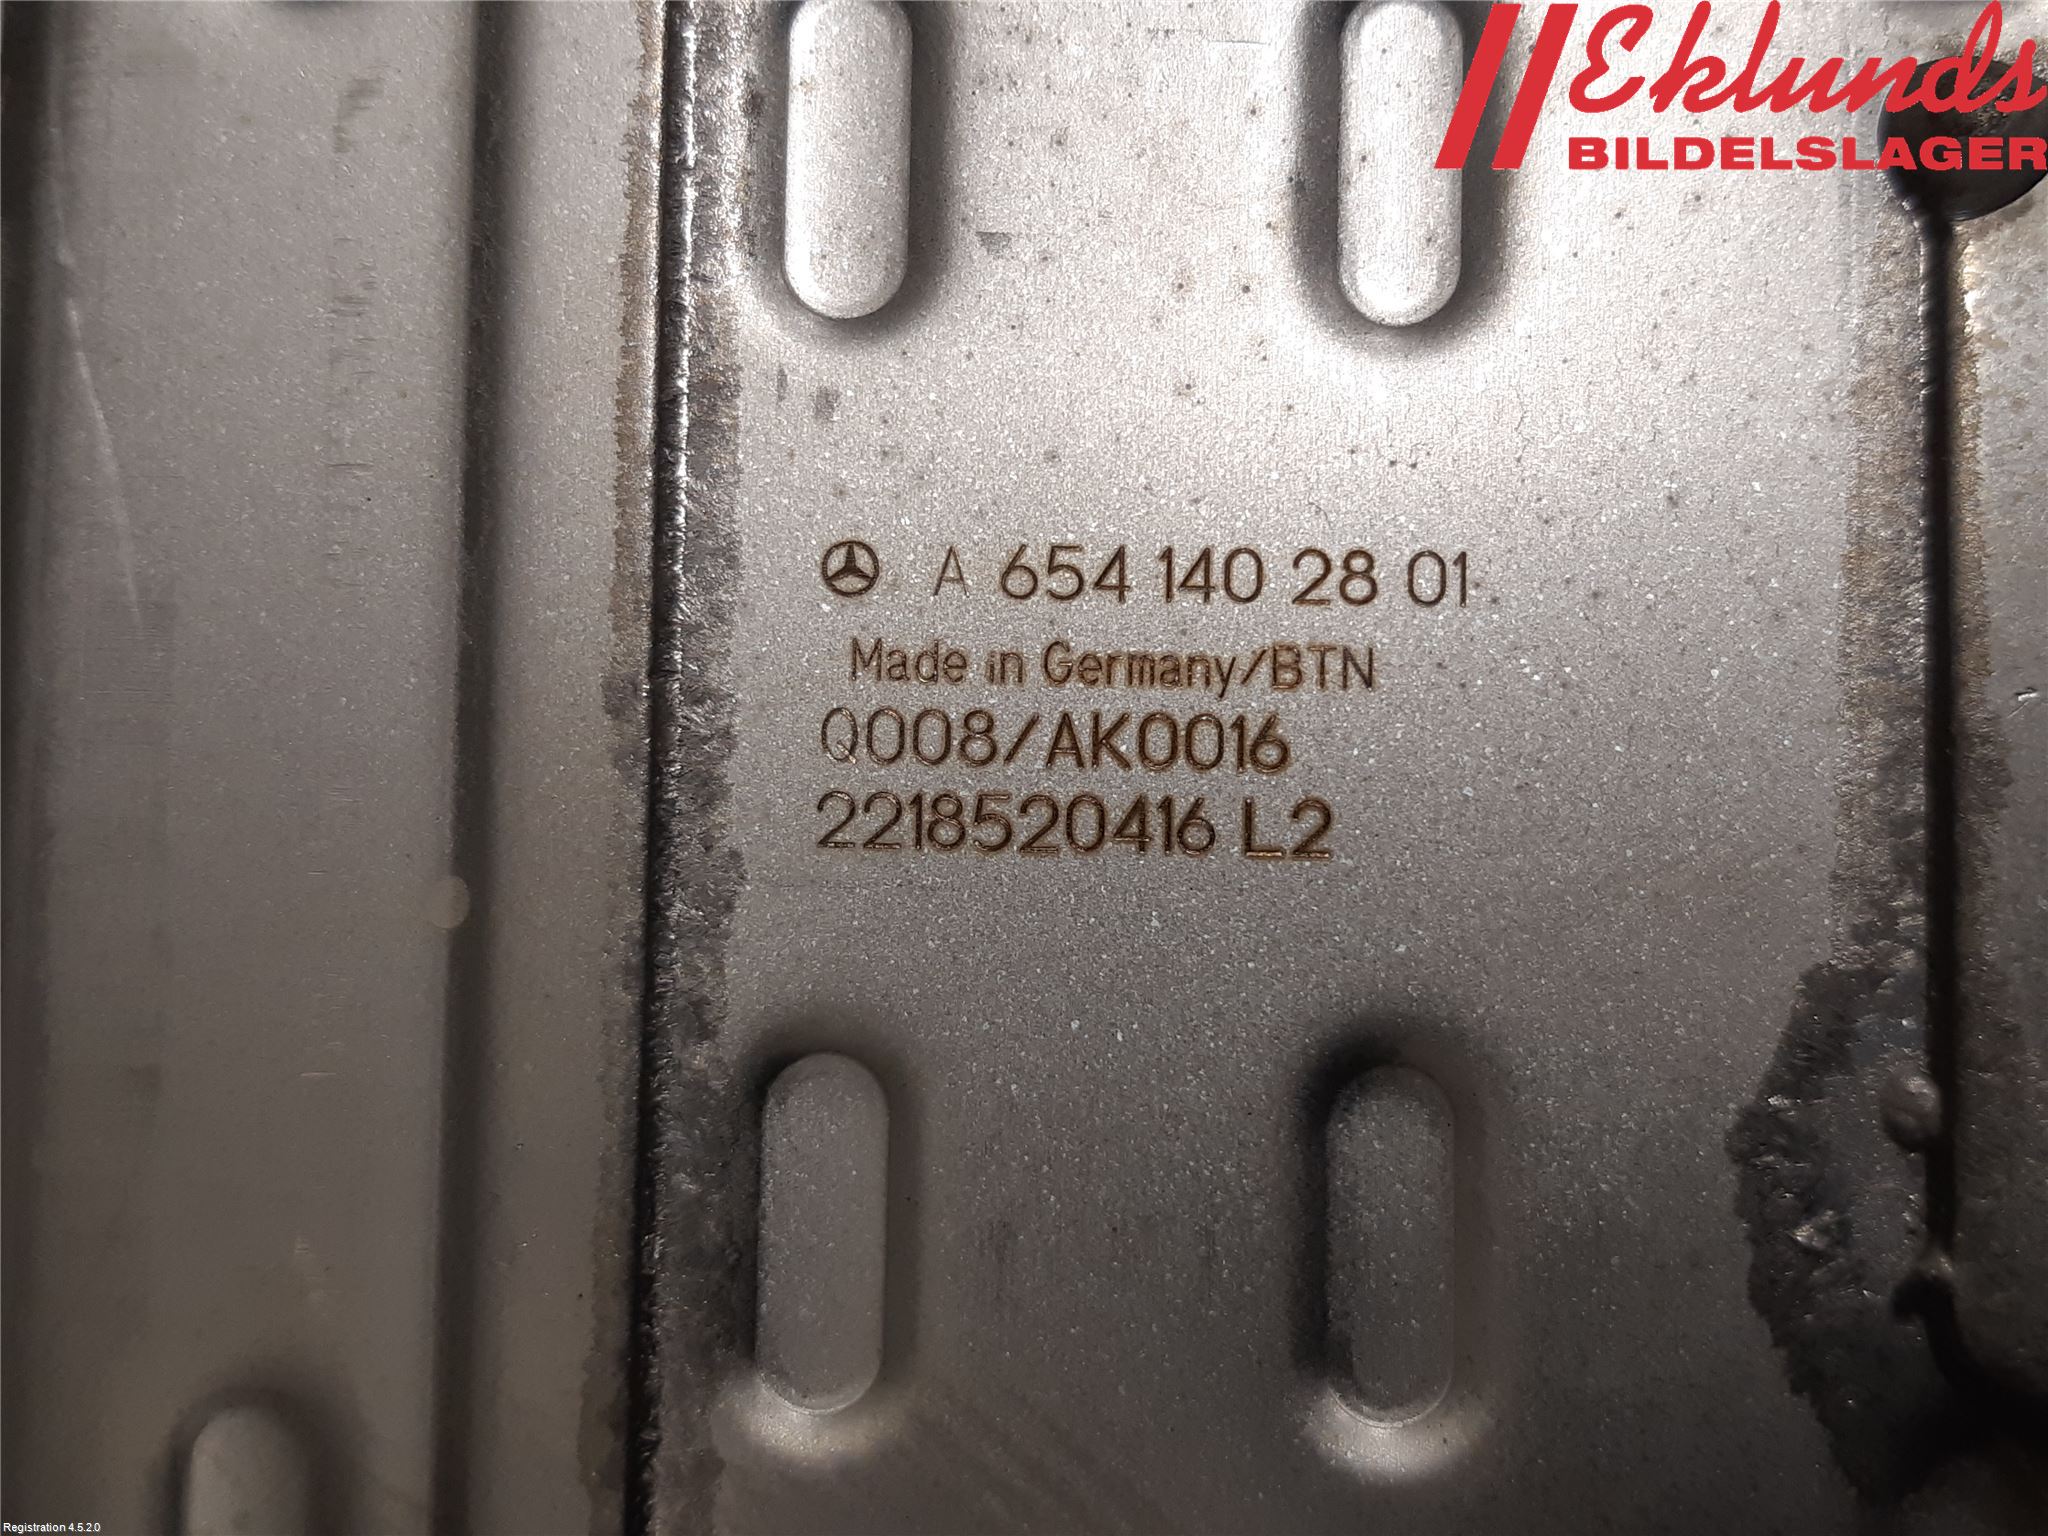 Eklunds
BILDELSLAGER
A 654 140 28 01
Made in Germany/BTN
Q008/AK0016
2218520416 L2
Registration 4.5.2.0